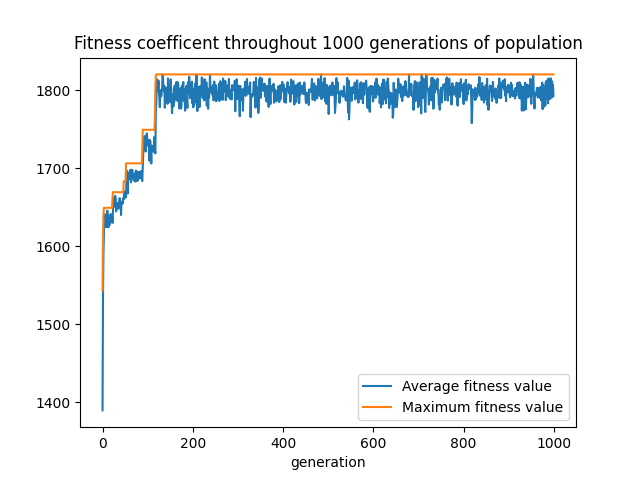 Fitness coefficent throughout 1000 generations of population
1800
1700
1600
1500
1400
Average fitness value
Maximum fitness value
0 200 400 600 800 1000
generation